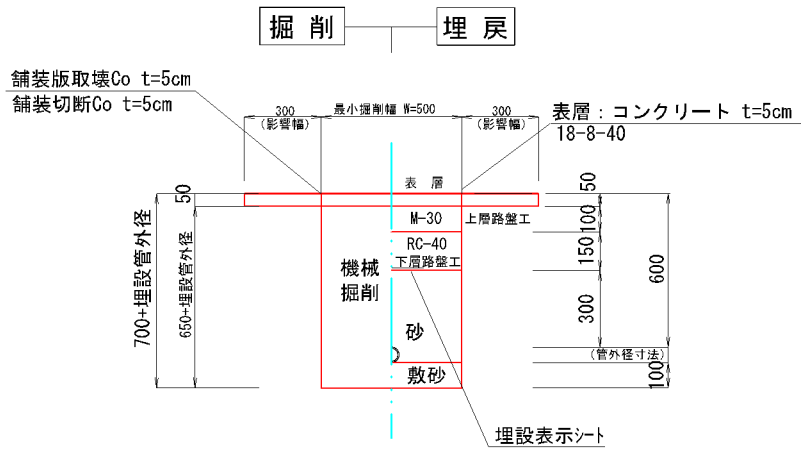 掘 削
埋 戻
舗装版取壊Co t=5cm
舗装切断Co t=5cm
300
(影響幅)
最小掘削幅 W=500
300
(影響幅)
表層：コンクリート t=5cm
18-8-40
表 層
50
50
M-30
上層路盤工
100
RC-40
下層路盤工
150
機械
掘削
700+埋設管外径
650+埋設管外径
600
300
砂
(管外径寸法)
敷砂
100
埋設表示シート